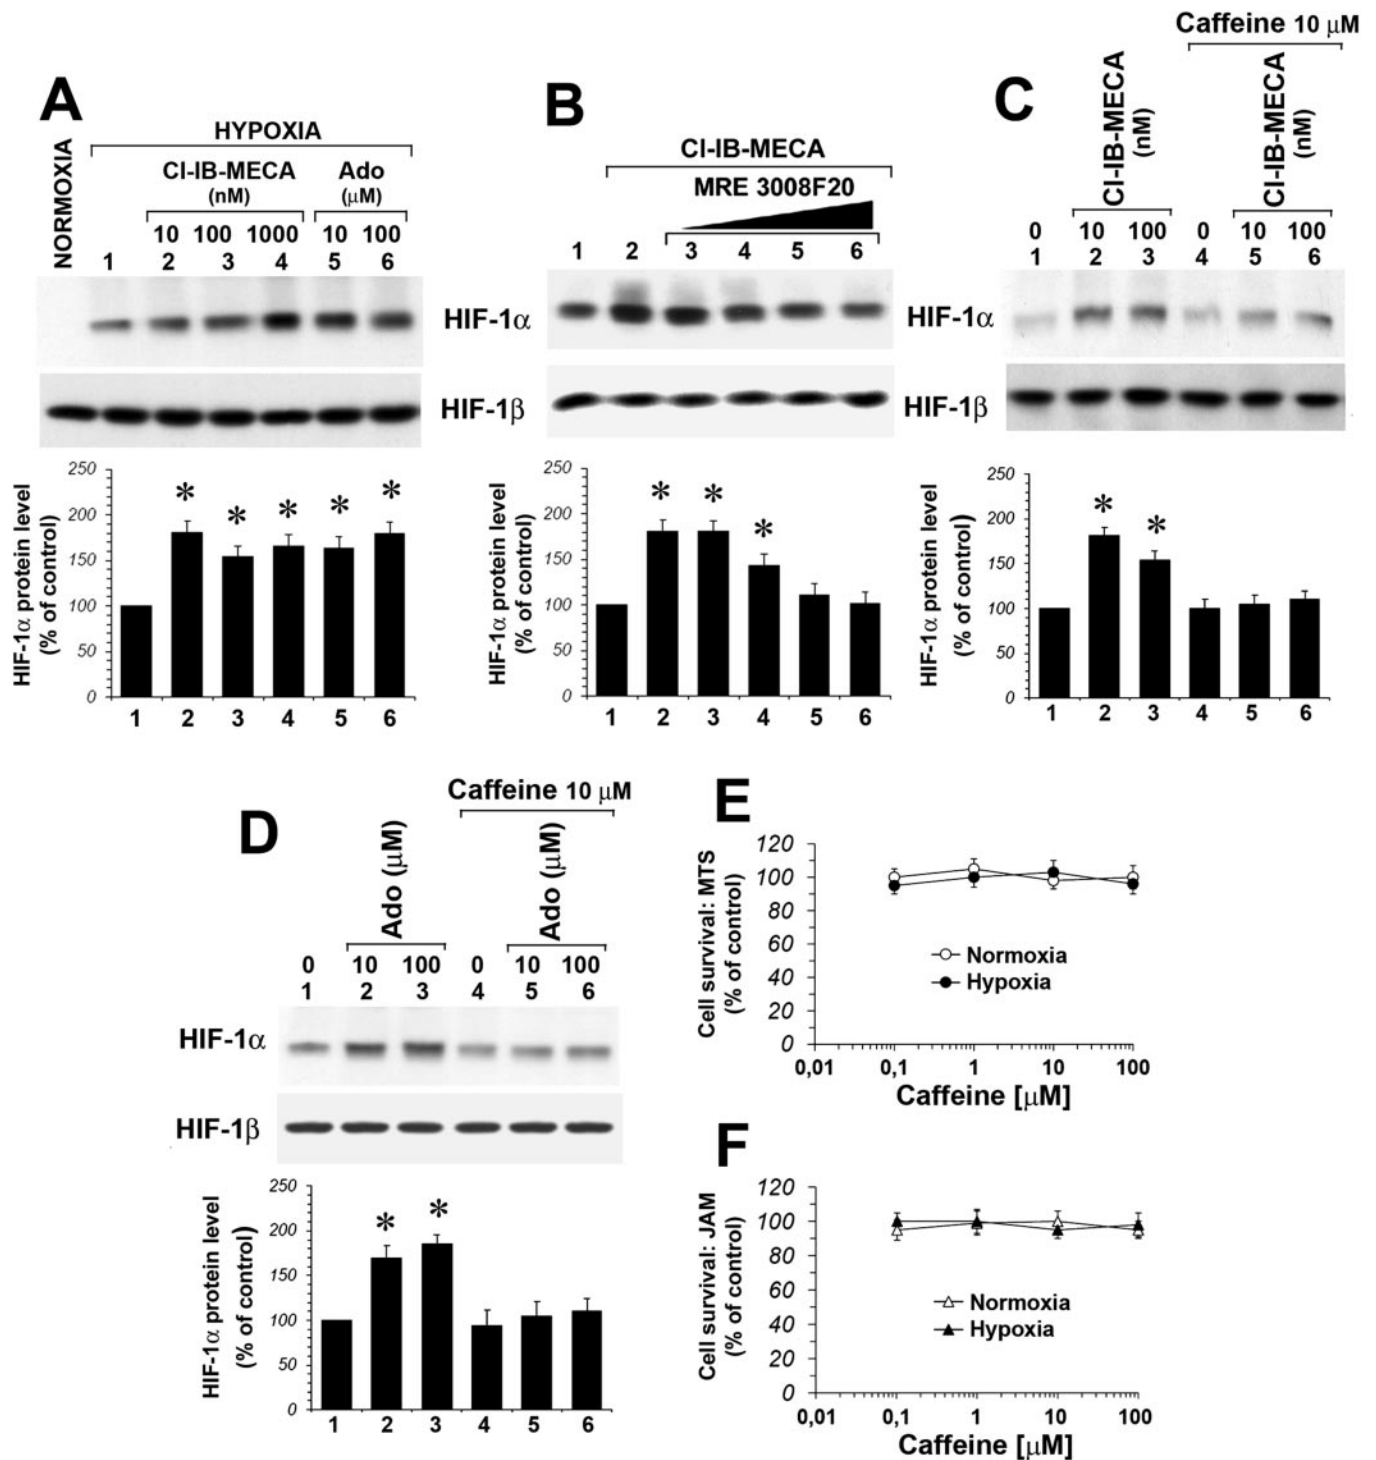 A
NORMOXIA
HYPOXIA
Cl-IB-MECA
(nM)
Ado
(μM)
10 100 1000 10 100
1 2 3 4 5 6
HIF-1α
HIF-1β
HIF-1α protein level
(% of control)
250
200
150
100
50
0
1 2 3 4 5 6
* * * * *
B
Cl-IB-MECA
MRE 3008F20
1 2 3 4 5 6
HIF-1α protein level
(% of control)
250
200
150
100
50
0
1 2 3 4 5 6
* * *
C
Caffeine 10 μM
Cl-IB-MECA
(nM)
Cl-IB-MECA
(nM)
0 10 100 0 10 100
1 2 3 4 5 6
HIF-1α
HIF-1β
HIF-1α protein level
(% of control)
250
200
150
100
50
0
1 2 3 4 5 6
* *
D
Caffeine 10 μM
Ado (μM)
Ado (μM)
0 10 100 0 10 100
1 2 3 4 5 6
HIF-1α
HIF-1β
HIF-1α protein level
(% of control)
250
200
150
100
50
0
1 2 3 4 5 6
* *
E
Cell survival: MTS
(% of control)
120
100
80
60
40
20
0
Normoxia
Hypoxia
0,01 0,1 1 10 100
Caffeine [μM]
F
Cell survival: JAM
(% of control)
120
100
80
60
40
20
0
Normoxia
Hypoxia
0,01 0,1 1 10 100
Caffeine [μM]